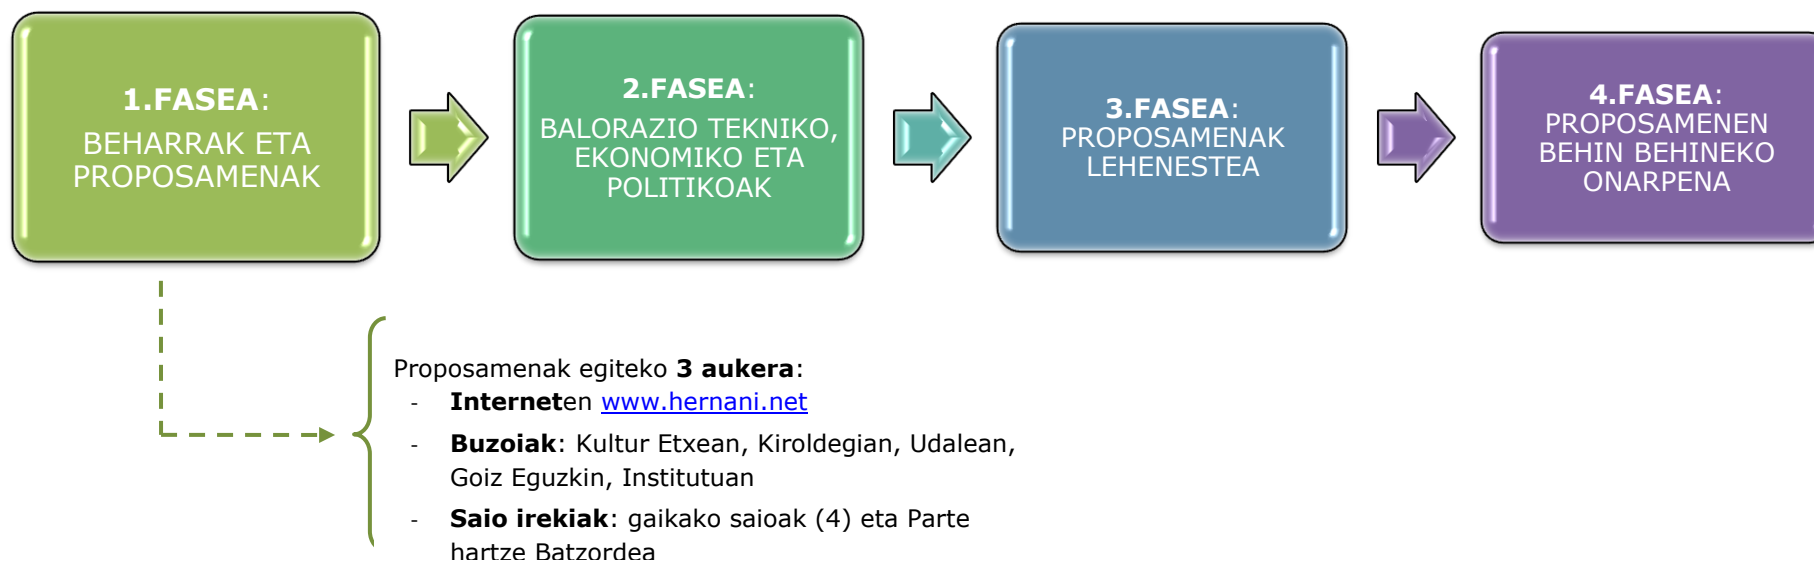 1.FASEA:
BEHARRAK ETA
PROPOSAMENAK
2.FASEA:
BALORAZIO TEKNIKO,
EKONOMIKO ETA
POLITIKOAK
3.FASEA:
PROPOSAMENAK
LEHENESTEA
4.FASEA:
PROPOSAMENEN
BEHIN BEHINEKO
ONARPENA
Proposamenak egiteko 3 aukera:
- Interneten www.hernani.net
- Buzoiak: Kultur Etxean, Kiroldegian, Udalean,
Goiz Eguzkin, Institutuan
- Saio irekiak: gaikako saioak (4) eta Parte
hartze Batzordea